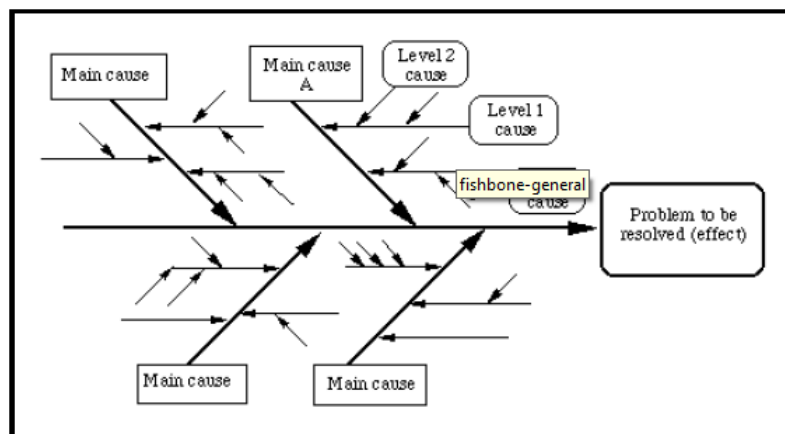 Main cause
Main cause
A
Level 2
cause
Level 1
cause
fishbone-general
cause
Problem to be
resolved (effect)
Main cause
Main cause